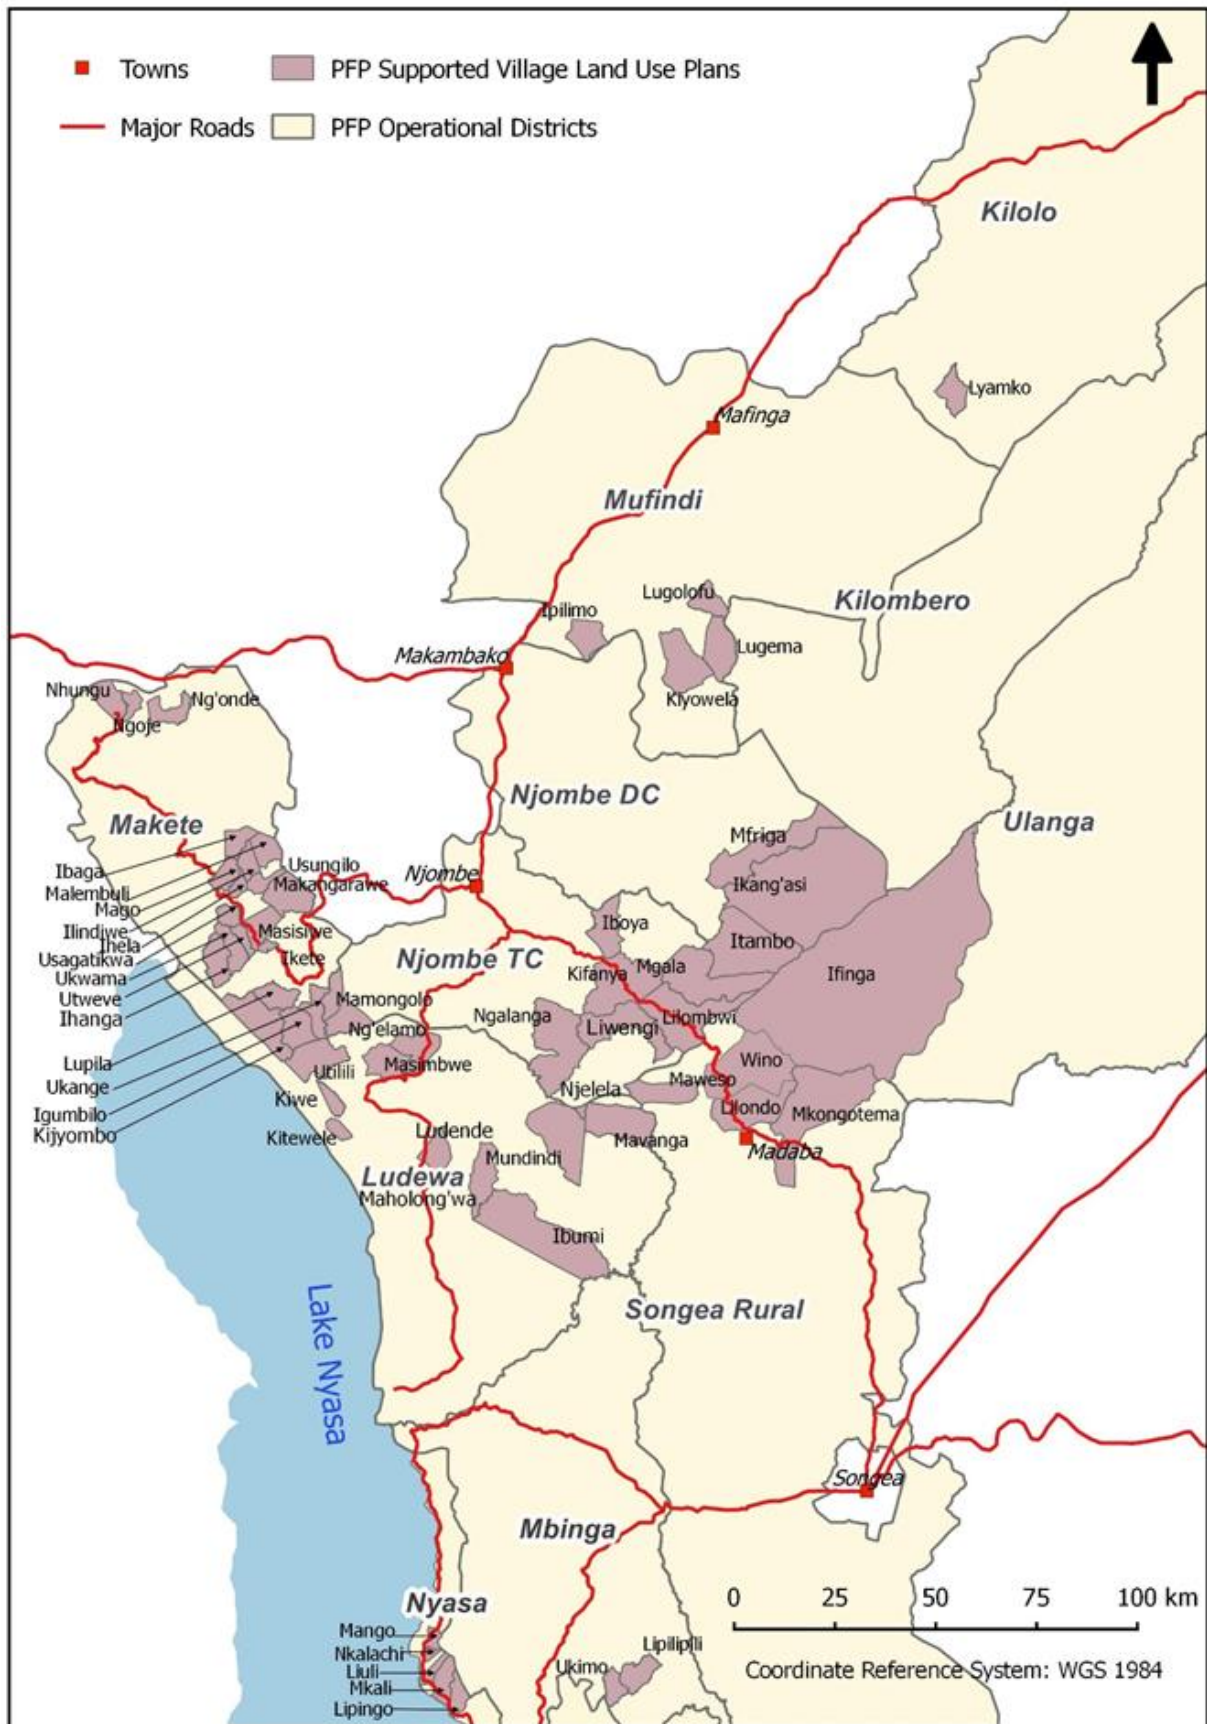 Towns
PFP Supported Village Land Use Plans
Major Roads
PFP Operational Districts
Kilolo
Lyamko
Mafinga
Mufindi
Kilombero
Lugolofu
Ipilimo
Lugema
Makambako
Kiyowela
Nhungu
Ng'onde
Ngoje
Njombe DC
Makete
Ulanga
Mfriga
Ibaga
Usungilo
Njombe
Ikang'asi
Malembuli
Makangarawe
Mago
Iboya
Ilindiwe
Masisiwe
Itambo
Ihela
Usagatikwa
Ikete
Njombe TC
Mgala
Ifinga
Kifanya
Ukwama
Utweve
Mamongolo
Ihanga
Ngalanga
Lilombwi
Ng'elamo
Liwengi
Lupila
Masimbwe
Wino
Utilili
Maweso
Ukange
Njelela
Kiwe
Lilondo
Mkongotema
Igumbilo
Kijyombo
Kitewele
Ludende
Mavanga
Madaba
Mundindi
Ludewa
Maholong'wa
Ibumi
Songea Rural
Lake Nyasa
Songea
Mbinga
Nyasa
0 25 50 75 100 km
Mango
Nkalachi
Lipilipili
Liuli
Ukimo
Coordinate Reference System: WGS 1984
Mkali
Lipingo